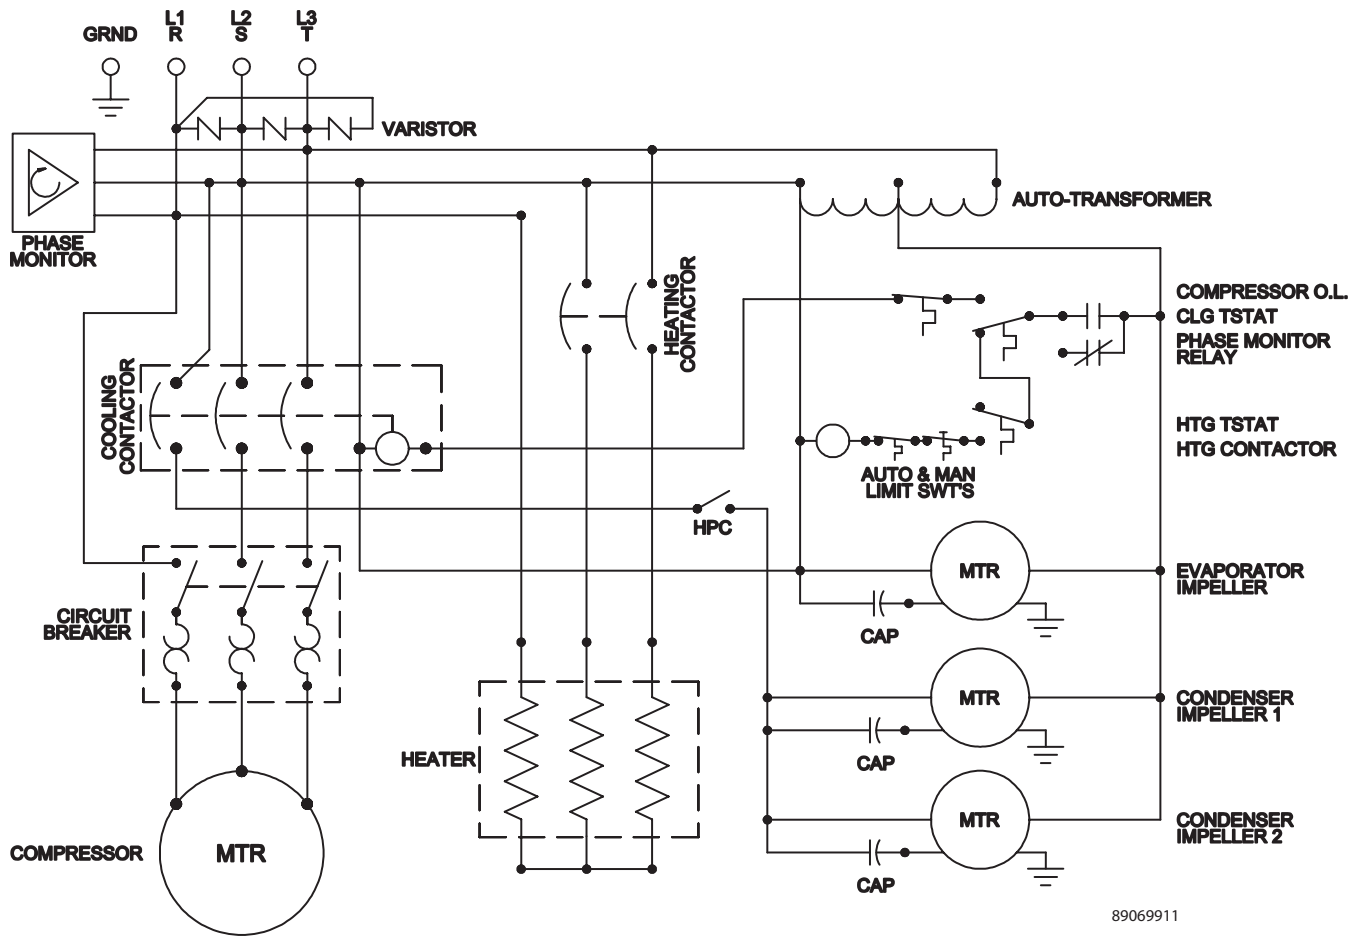 L1 L2 L3
GRND R S T
VARISTOR
PHASE
MONITOR
AUTO-TRANSFORMER
HEATING
CONTACTOR
COMPRESSOR O.L.
CLG TSTAT
PHASE MONITOR
RELAY
COOLING
CONTACTOR
HTG TSTAT
HTG CONTACTOR
AUTO & MAN
LIMIT SWT'S
HPC
CIRCUIT
BREAKER
MTR
EVAPORATOR
IMPELLER
CAP
MTR
CONDENSER
IMPELLER 1
CAP
HEATER
MTR
CONDENSER
IMPELLER 2
CAP
COMPRESSOR
MTR
89069911